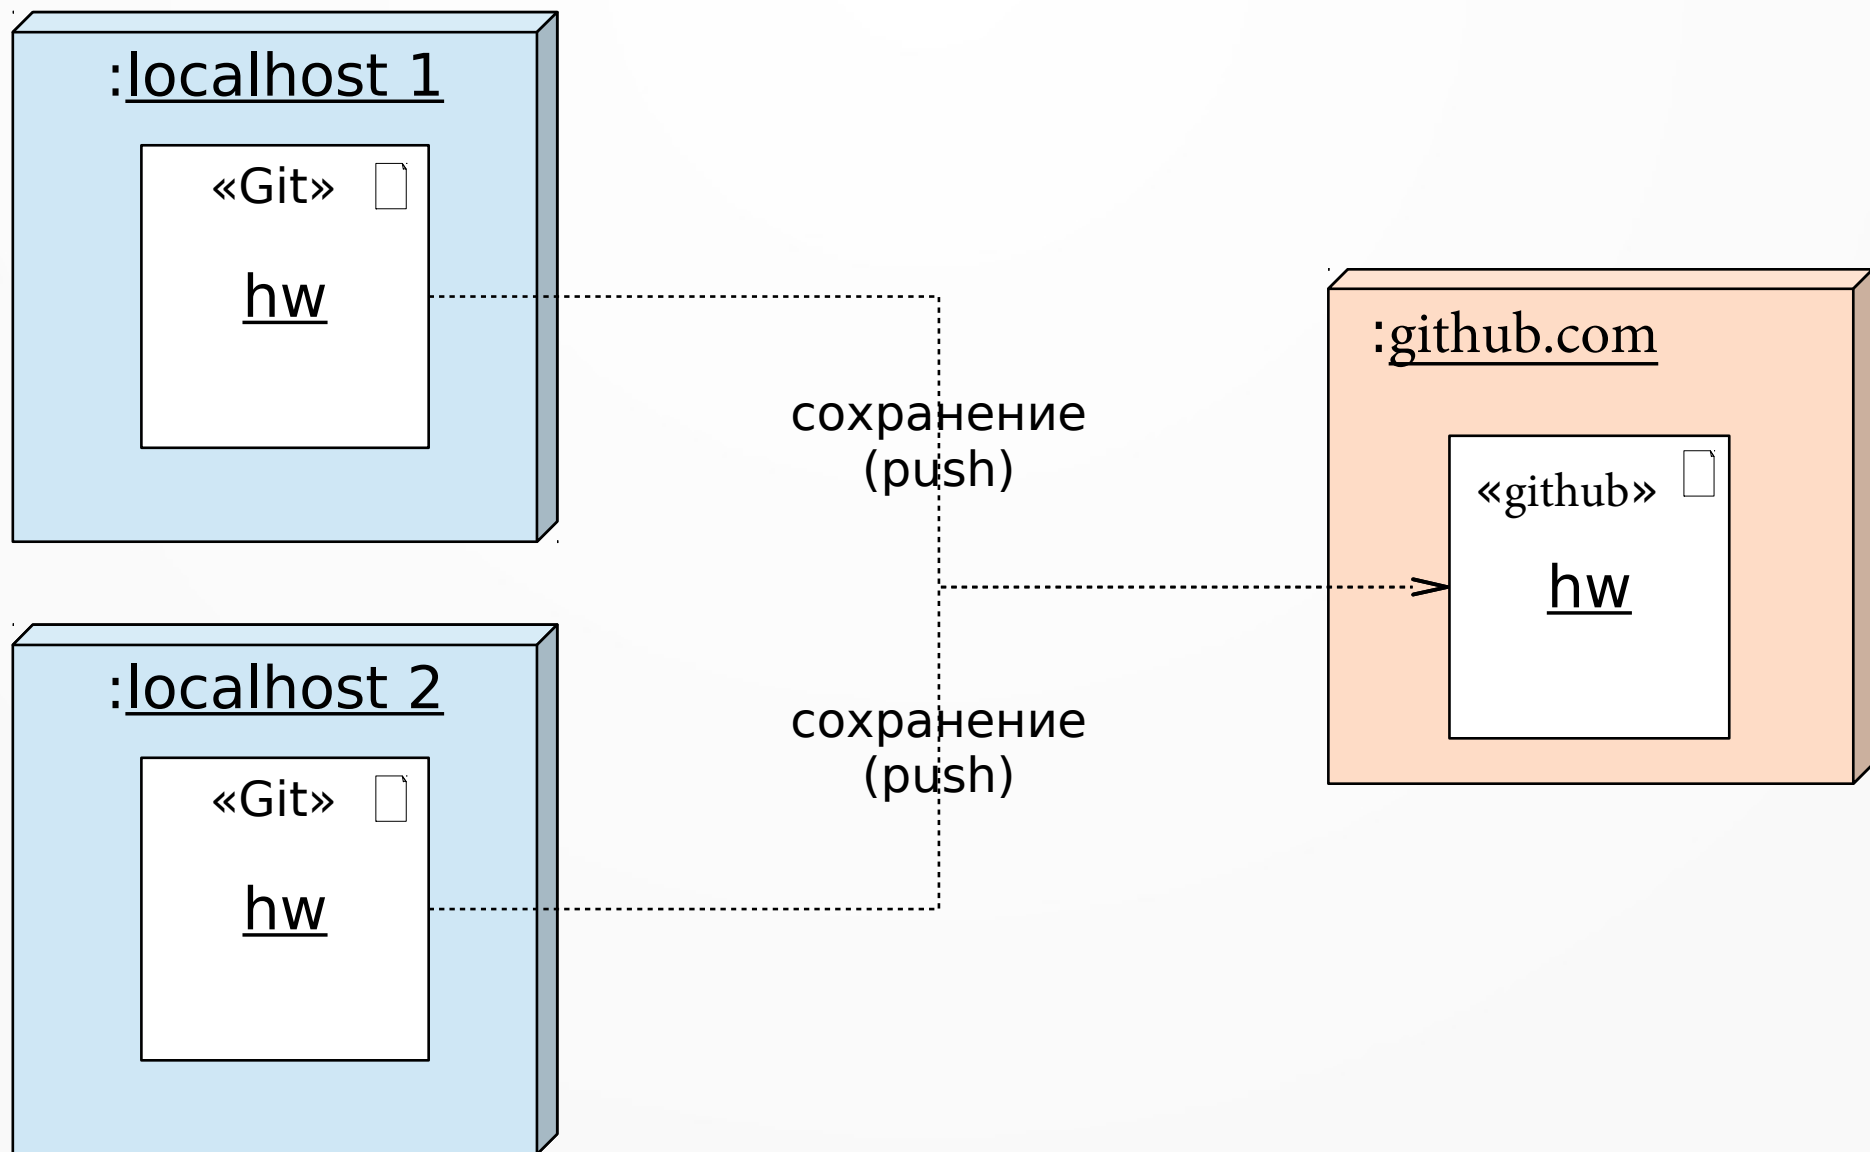 :localhost 1
«Git»
hw
сохранение
(push)
:github.com
«github»
hw
:localhost 2
«Git»
hw
сохранение
(push)